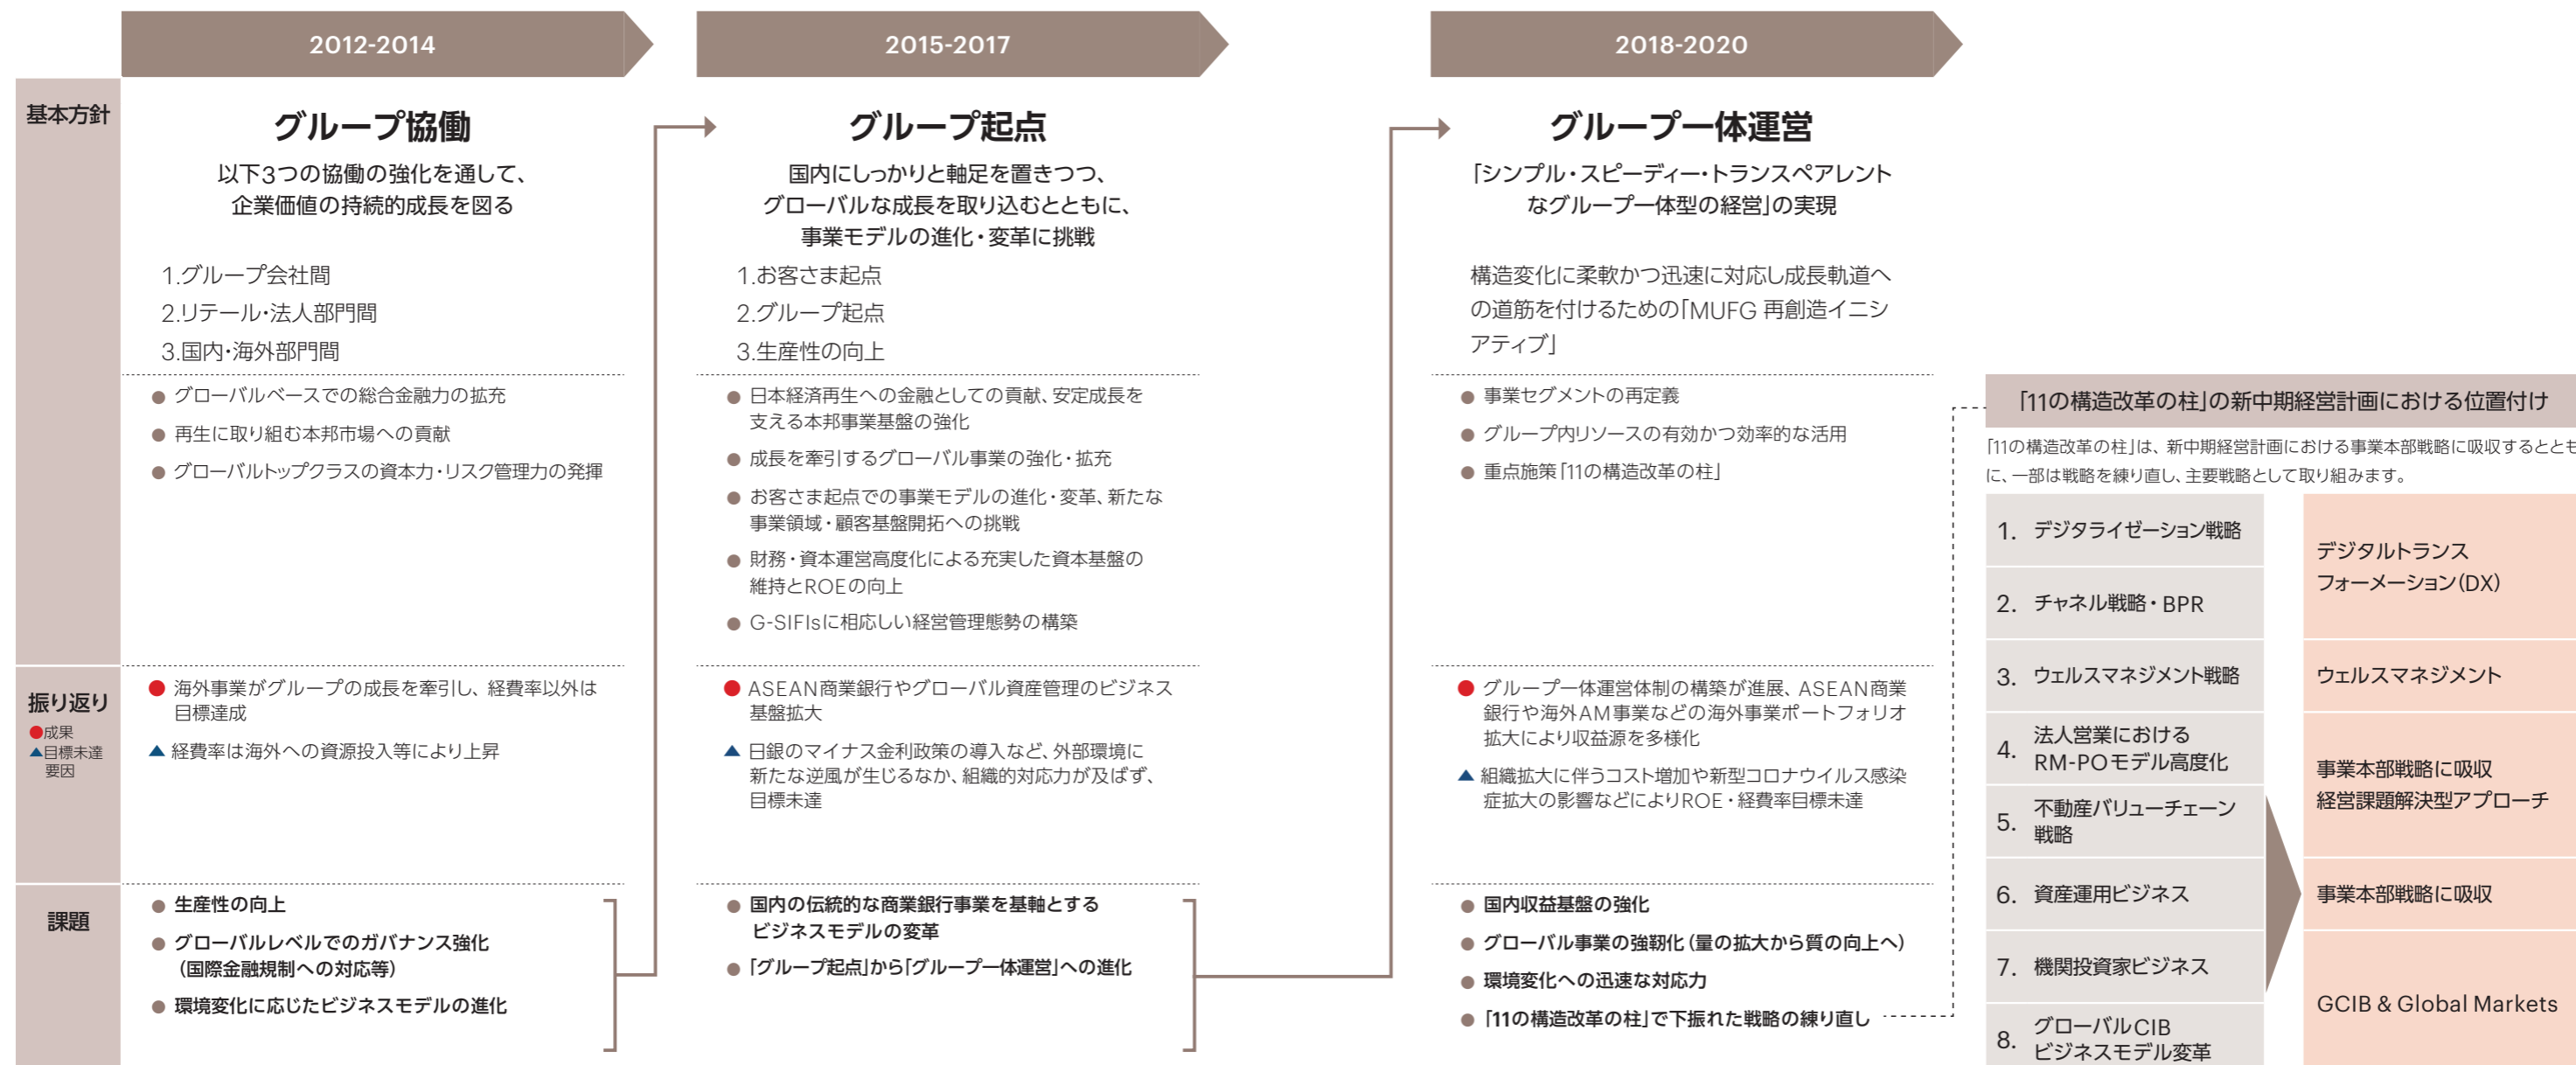 2012-2014
2015-2017
2018-2020
基本方針
グループ協働
以下3つの協働の強化を通して、
企業価値の持続的成長を図る
1.グループ会社間
2.リテール・法人部門間
3.国内・海外部門間
● グローバルベースでの総合金融力の拡充
● 再生に取り組む本邦市場への貢献
● グローバルトップクラスの資本力・リスク管理力の発揮
グループ起点
国内にしっかりと軸足を置きつつ、
グローバルな成長を取り込むとともに、
事業モデルの進化・変革に挑戦
1.お客さま起点
2.グループ起点
3.生産性の向上
● 日本経済再生への金融としての貢献、安定成長を
支える本邦事業基盤の強化
● 成長を牽引するグローバル事業の強化・拡充
● お客さま起点での事業モデルの進化・変革、新たな
事業領域・顧客基盤開拓への挑戦
● 財務・資本運営高度化による充実した資本基盤の
維持とROEの向上
● G-SIFIsに相応しい経営管理態勢の構築
グループ一体運営
「シンプル・スピーディー・トランスペアレント
なグループ一体型の経営」の実現
構造変化に柔軟かつ迅速に対応し成長軌道へ
の道筋を付けるための「MUFG 再創造イニシ
アティブ」
● 事業セグメントの再定義
● グループ内リソースの有効かつ効率的な活用
● 重点施策「11の構造改革の柱」
振り返り
●成果
▲目標未達
要因
● 海外事業がグループの成長を牽引し、経費率以外は
目標達成
▲ 経費率は海外への資源投入等により上昇
● ASEAN商業銀行やグローバル資産管理のビジネス
基盤拡大
▲ 日銀のマイナス金利政策の導入など、外部環境に
新たな逆風が生じるなか、組織的対応力が及ばず、
目標未達
● グループ一体運営体制の構築が進展、ASEAN商業
銀行や海外AM事業などの海外事業ポートフォリオ
拡大により収益源を多様化
▲ 組織拡大に伴うコスト増加や新型コロナウイルス感染
症拡大の影響などによりROE・経費率目標未達
課題
● 生産性の向上
● グローバルレベルでのガバナンス強化
（国際金融規制への対応等）
● 環境変化に応じたビジネスモデルの進化
● 国内の伝統的な商業銀行事業を基軸とする
ビジネスモデルの変革
● 「グループ起点」から「グループ一体運営」への進化
● 国内収益基盤の強化
● グローバル事業の強靭化（量の拡大から質の向上へ）
● 環境変化への迅速な対応力
● 「11の構造改革の柱」で下振れた戦略の練り直し
「11の構造改革の柱」の新中期経営計画における位置付け
「11の構造改革の柱」は、新中期経営計画における事業本部戦略に吸収するととも
に、一部は戦略を練り直し、主要戦略として取り組みます。
1. デジタライゼーション戦略
2. チャネル戦略・BPR
3. ウェルスマネジメント戦略
4. 法人営業における
RM-POモデル高度化
5. 不動産バリューチェーン
戦略
6. 資産運用ビジネス
7. 機関投資家ビジネス
8. グローバルCIB
ビジネスモデル変革
デジタルトランス
フォーメーション（DX）
ウェルスマネジメント
事業本部戦略に吸収
経営課題解決型アプローチ
事業本部戦略に吸収
GCIB & Global Markets